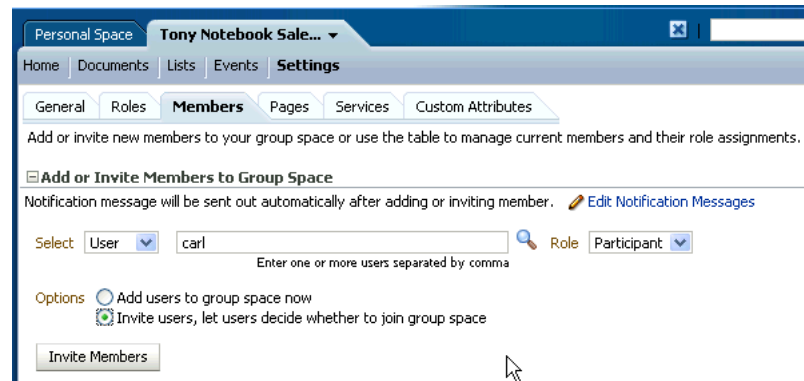 Personal Space Tony Notebook Sale...
Home Documents Lists Events Settings
General Roles Members Pages Services Custom Attributes
Add or invite new members to your group space or use the table to manage current members and their role assignments.
Add or Invite Members to Group Space
Notification message will be sent out automatically after adding or inviting member. Edit Notification Messages
Select User carl Role Participant
Enter one or more users separated by comma
Options Add users to group space now
Invite users, let users decide whether to join group space
Invite Members